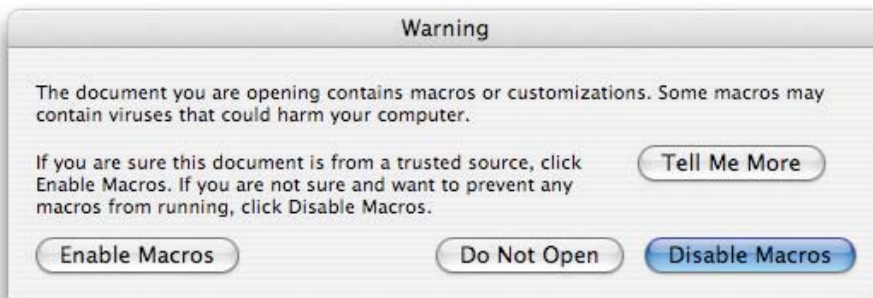 Warning
The document you are opening contains macros or customizations. Some macros may
contain viruses that could harm your computer.
If you are sure this document is from a trusted source, click
Enable Macros. If you are not sure and want to prevent any
macros from running, click Disable Macros.
Tell Me More
Enable Macros
Do Not Open
Disable Macros